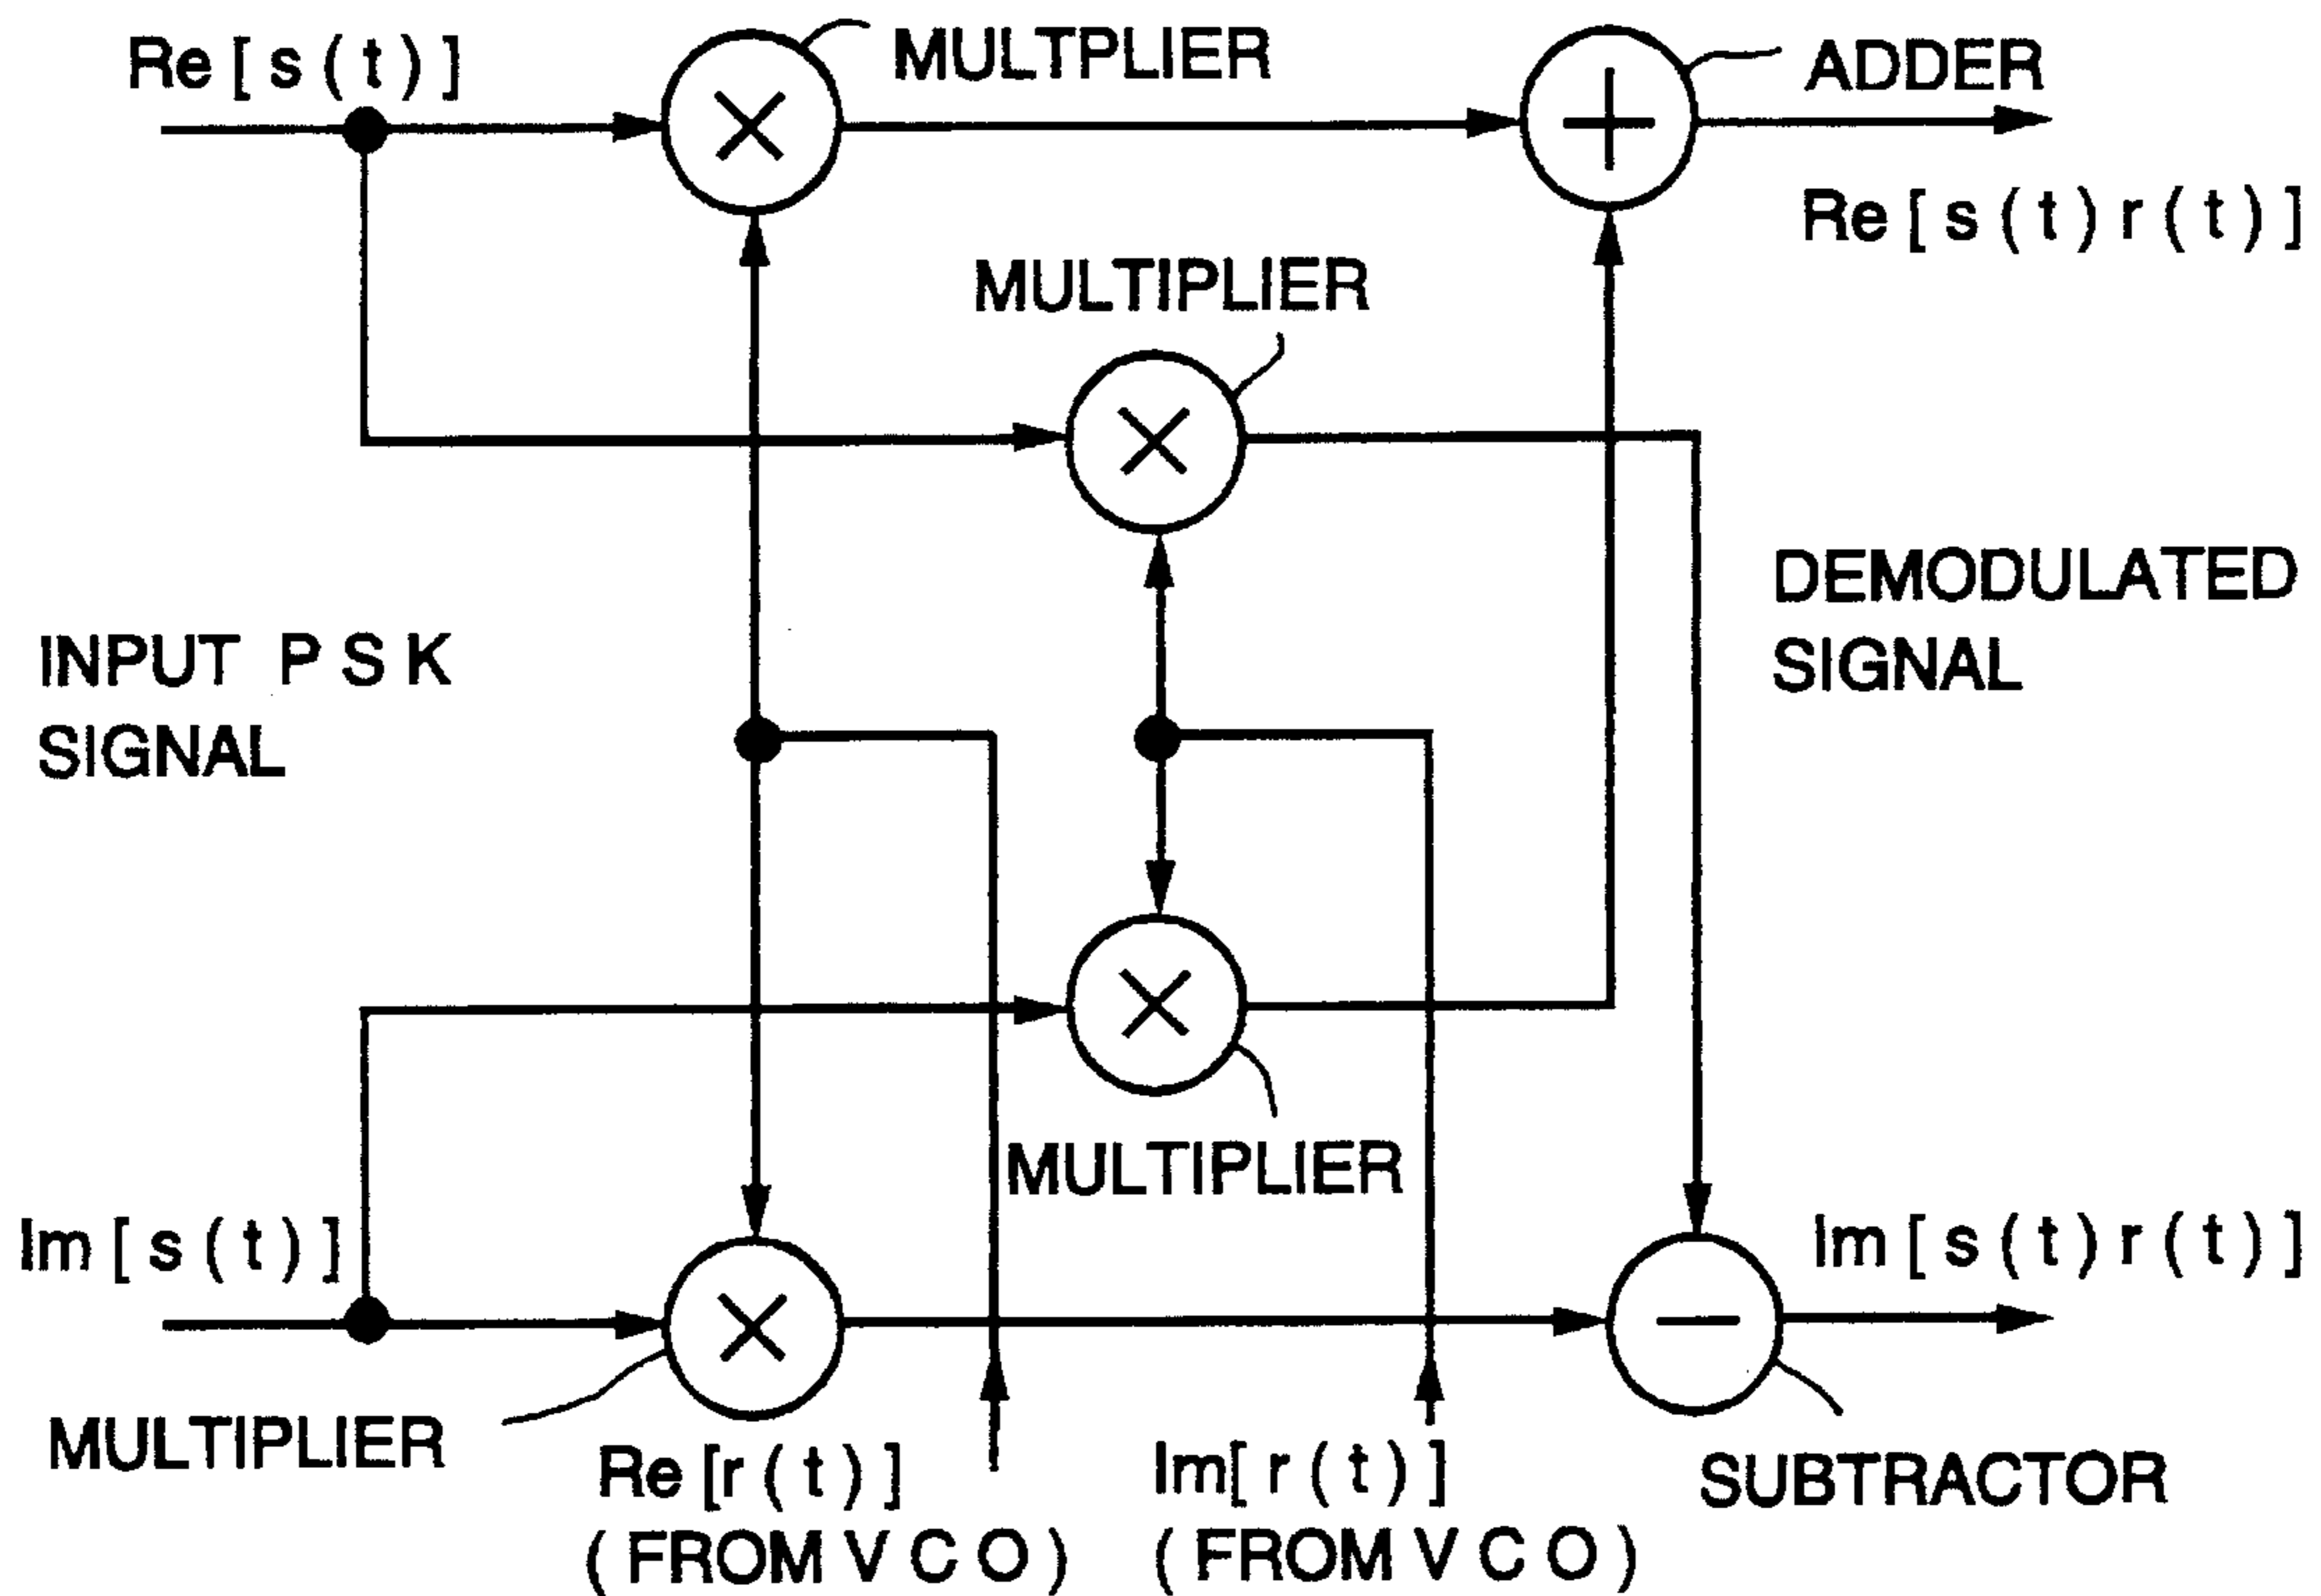 Re [ s ( t ) ]
MULTPLIER
ADDER
Re [ s ( t ) r ( t ) ]
MULTIPLIER
DEMODULATED
SIGNAL
INPUT P S K
SIGNAL
MULTIPLIER
Im [ s ( t ) ]
Im [ s ( t ) r ( t ) ]
MULTIPLIER
Re [r ( t ) ]
( FROM V C O )
Im[ r ( t ) ]
( FROM V C O )
SUBTRACTOR